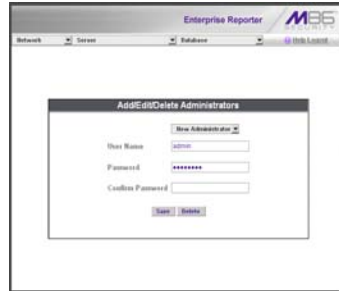 Enterprise Reporter
M86
SECURITY
Network Server Database Help Logout
Add/Edit/Delete Administrators
New Administrator
User Name admin
Password ••••••••
Confirm Password
Save Delete